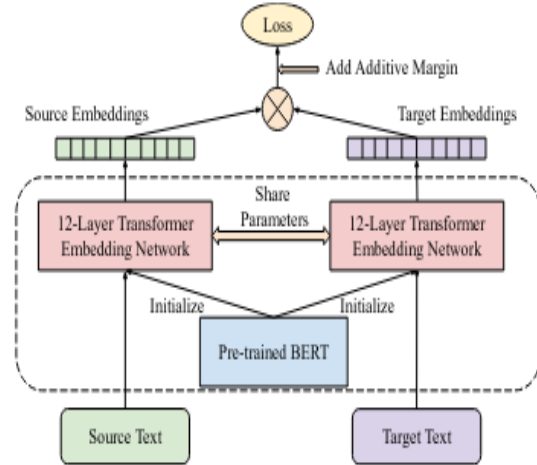 Loss
Add Additive Margin
Source Embeddings
Target Embeddings
Share
Parameters
12-Layer Transformer
Embedding Network
12-Layer Transformer
Embedding Network
Initialize
Initialize
Pre-trained BERT
Source Text
Target Text